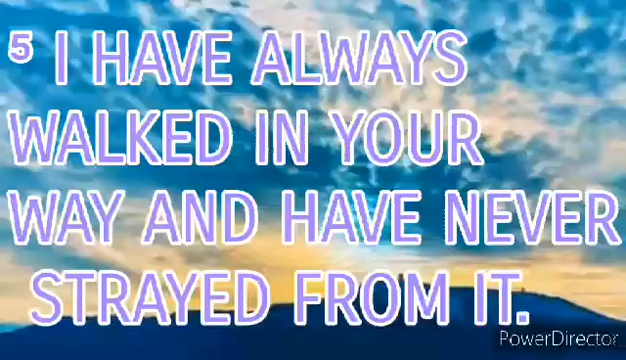 ⁵ I HAVE ALWAYS
WALKED IN YOUR
WAY AND HAVE NEVER
STRAYED FROM IT.
PowerDirector